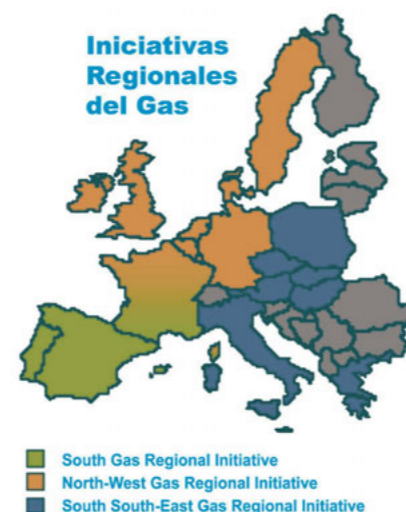 Iniciativas
Regionales
del Gas
South Gas Regional Initiative
North-West Gas Regional Initiative
South South-East Gas Regional Initiative